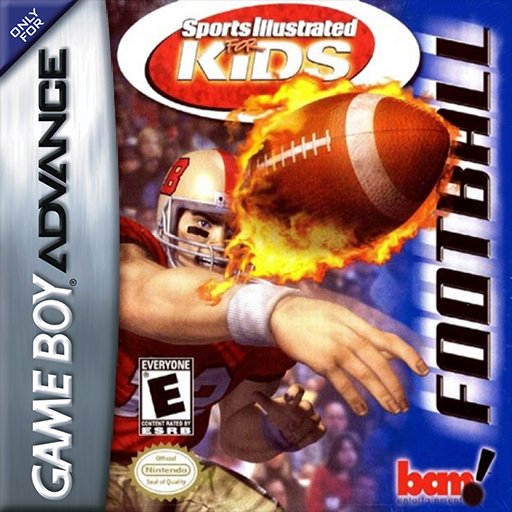 ONLY
FOR
GAME BOY ADVANCE
Sports Illustrated
FOR
KIDS
FOOTBALL
8
EVERYONE
E
CONTENT RATED BY
ESRB
Official
Nintendo
Seal of Quality
bam!
entertainment